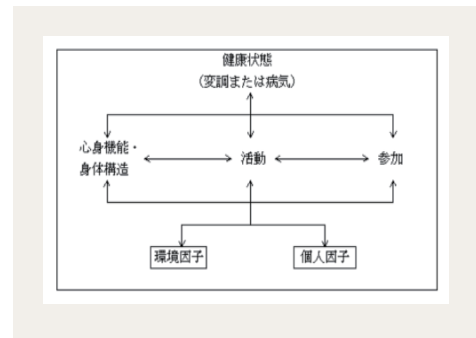 健康状態
(変調または病気)
心身機能・
身体構造
活動
参加
環境因子
個人因子